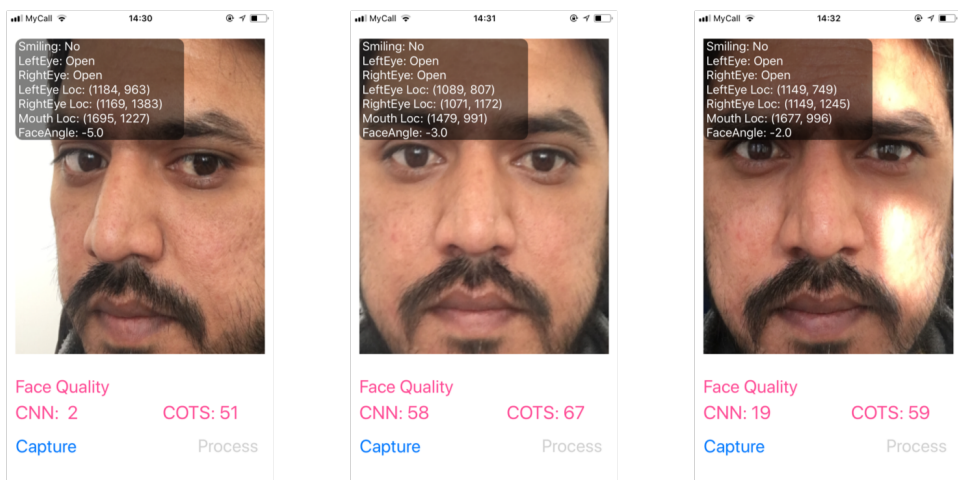 MyCall 14:30
Smiling: No
LeftEye: Open
RightEye: Open
LeftEye Loc: (1184, 963)
RightEye Loc: (1169, 1383)
Mouth Loc: (1695, 1227)
FaceAngle: -5.0
Face Quality
CNN: 2 COTS: 51
Capture Process
MyCall 14:31
Smiling: No
LeftEye: Open
RightEye: Open
LeftEye Loc: (1089, 807)
RightEye Loc: (1071, 1172)
Mouth Loc: (1479, 991)
FaceAngle: -3.0
Face Quality
CNN: 58 COTS: 67
Capture Process
MyCall 14:32
Smiling: No
LeftEye: Open
RightEye: Open
LeftEye Loc: (1149, 749)
RightEye Loc: (1149, 1245)
Mouth Loc: (1677, 996)
FaceAngle: -2.0
Face Quality
CNN: 19 COTS: 59
Capture Process